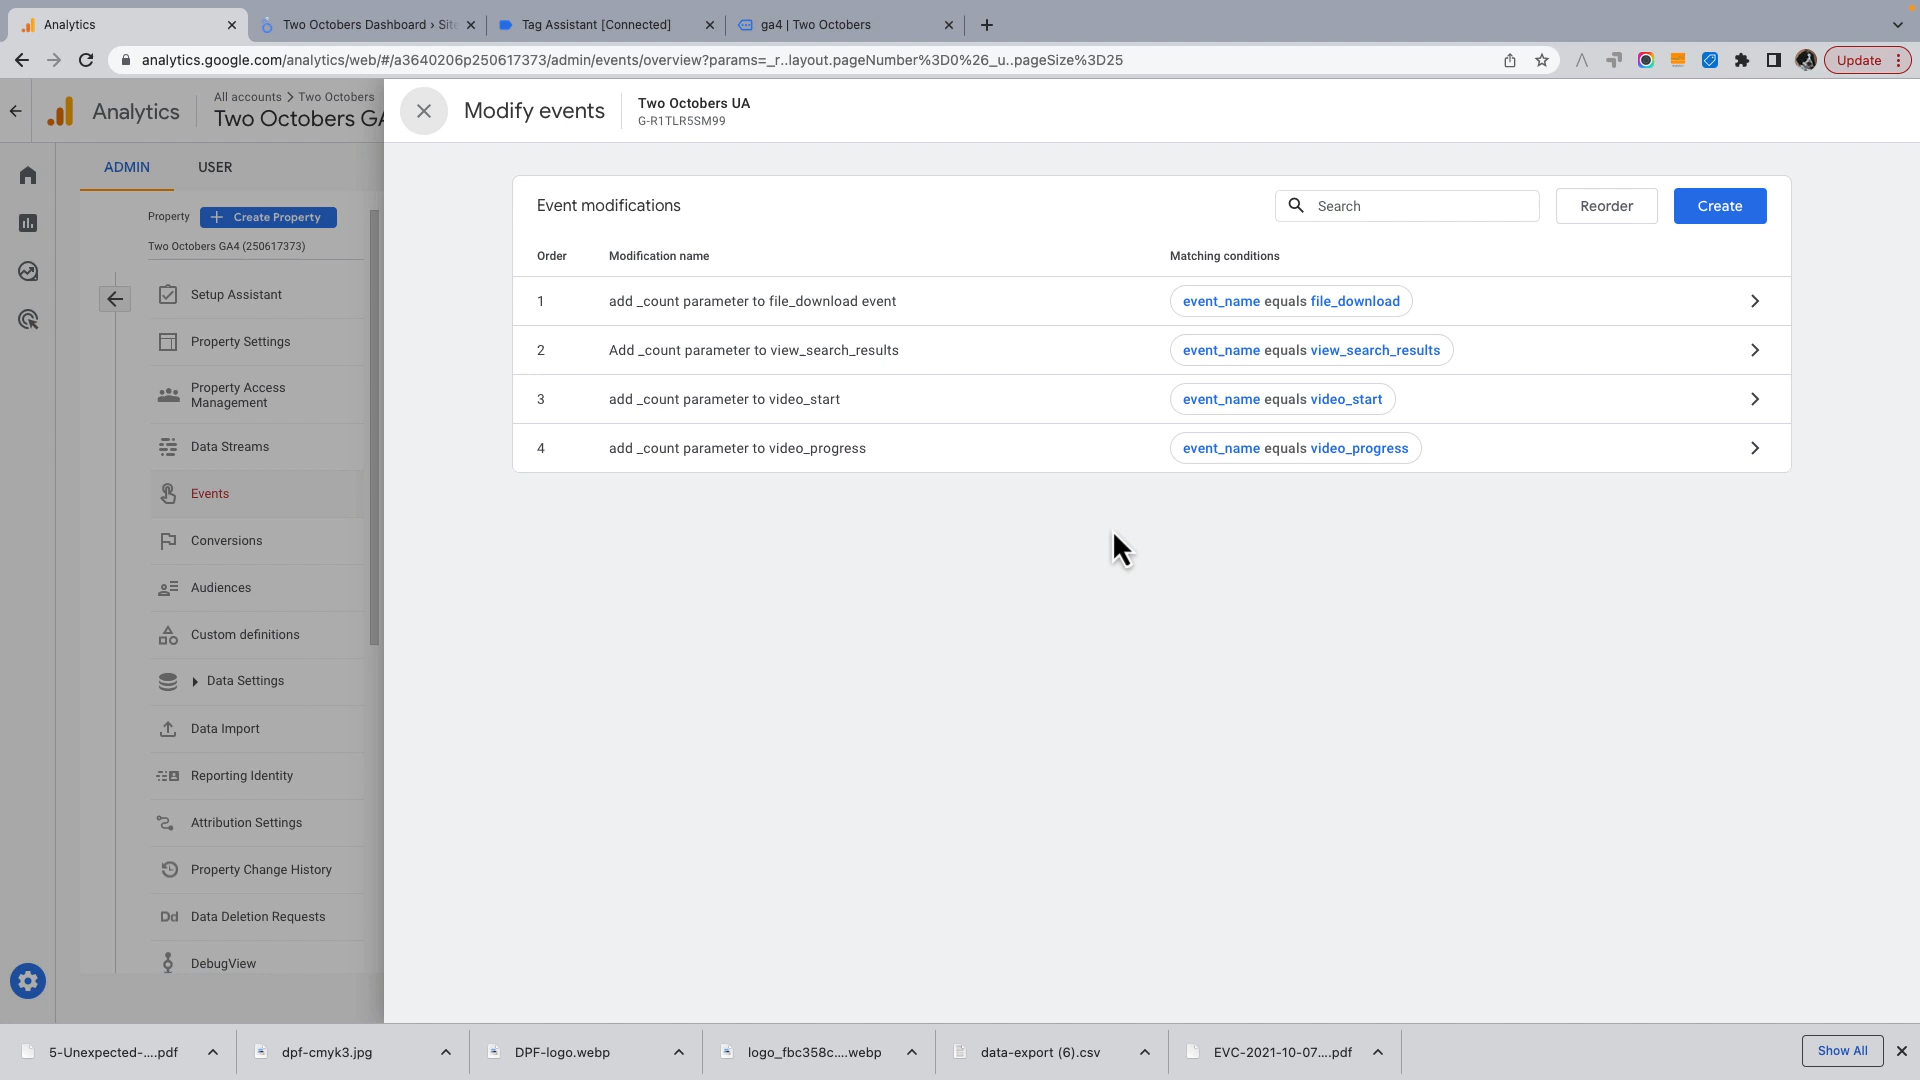 Analytics
Two Octobers Dashboard › Site
Tag Assistant [Connected]
ga4 | Two Octobers
analytics.google.com/analytics/web/#/a3640206p250617373/admin/events/overview?params=_r..layout.pageNumber%3D0%26_u..pageSize%3D25
Update
Analytics
All accounts > Two Octobers
Two Octobers GA
Modify events
Two Octobers UA
G-R1TLR5SM99
ADMIN
USER
Property
Create Property
Two Octobers GA4 (250617373)
Setup Assistant
Property Settings
Property Access
Management
Data Streams
Events
Conversions
Audiences
Custom definitions
Data Settings
Data Import
Reporting Identity
Attribution Settings
Property Change History
Dd Data Deletion Requests
DebugView
Event modifications
Search
Reorder
Create
Order Modification name Matching conditions
1 add _count parameter to file_download event event_name equals file_download
2 Add _count parameter to view_search_results event_name equals view_search_results
3 add _count parameter to video_start event_name equals video_start
4 add _count parameter to video_progress event_name equals video_progress
5-Unexpected-....pdf
dpf-cmyk3.jpg
DPF-logo.webp
logo_fbc358c....webp
data-export (6).csv
EVC-2021-10-07....pdf
Show All